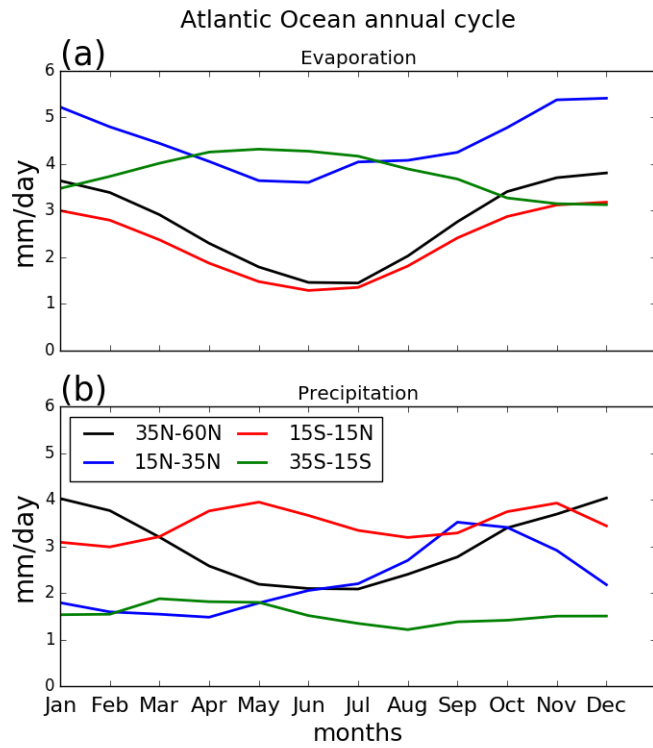 Atlantic Ocean annual cycle
(a)
Evaporation
6
5
4
3
2
1
0
mm/day
(b)
Precipitation
6
5
4
3
2
1
0
mm/day
35N-60N 15S-15N
15N-35N 35S-15S
Jan Feb Mar Apr May Jun Jul Aug Sep Oct Nov Dec
months